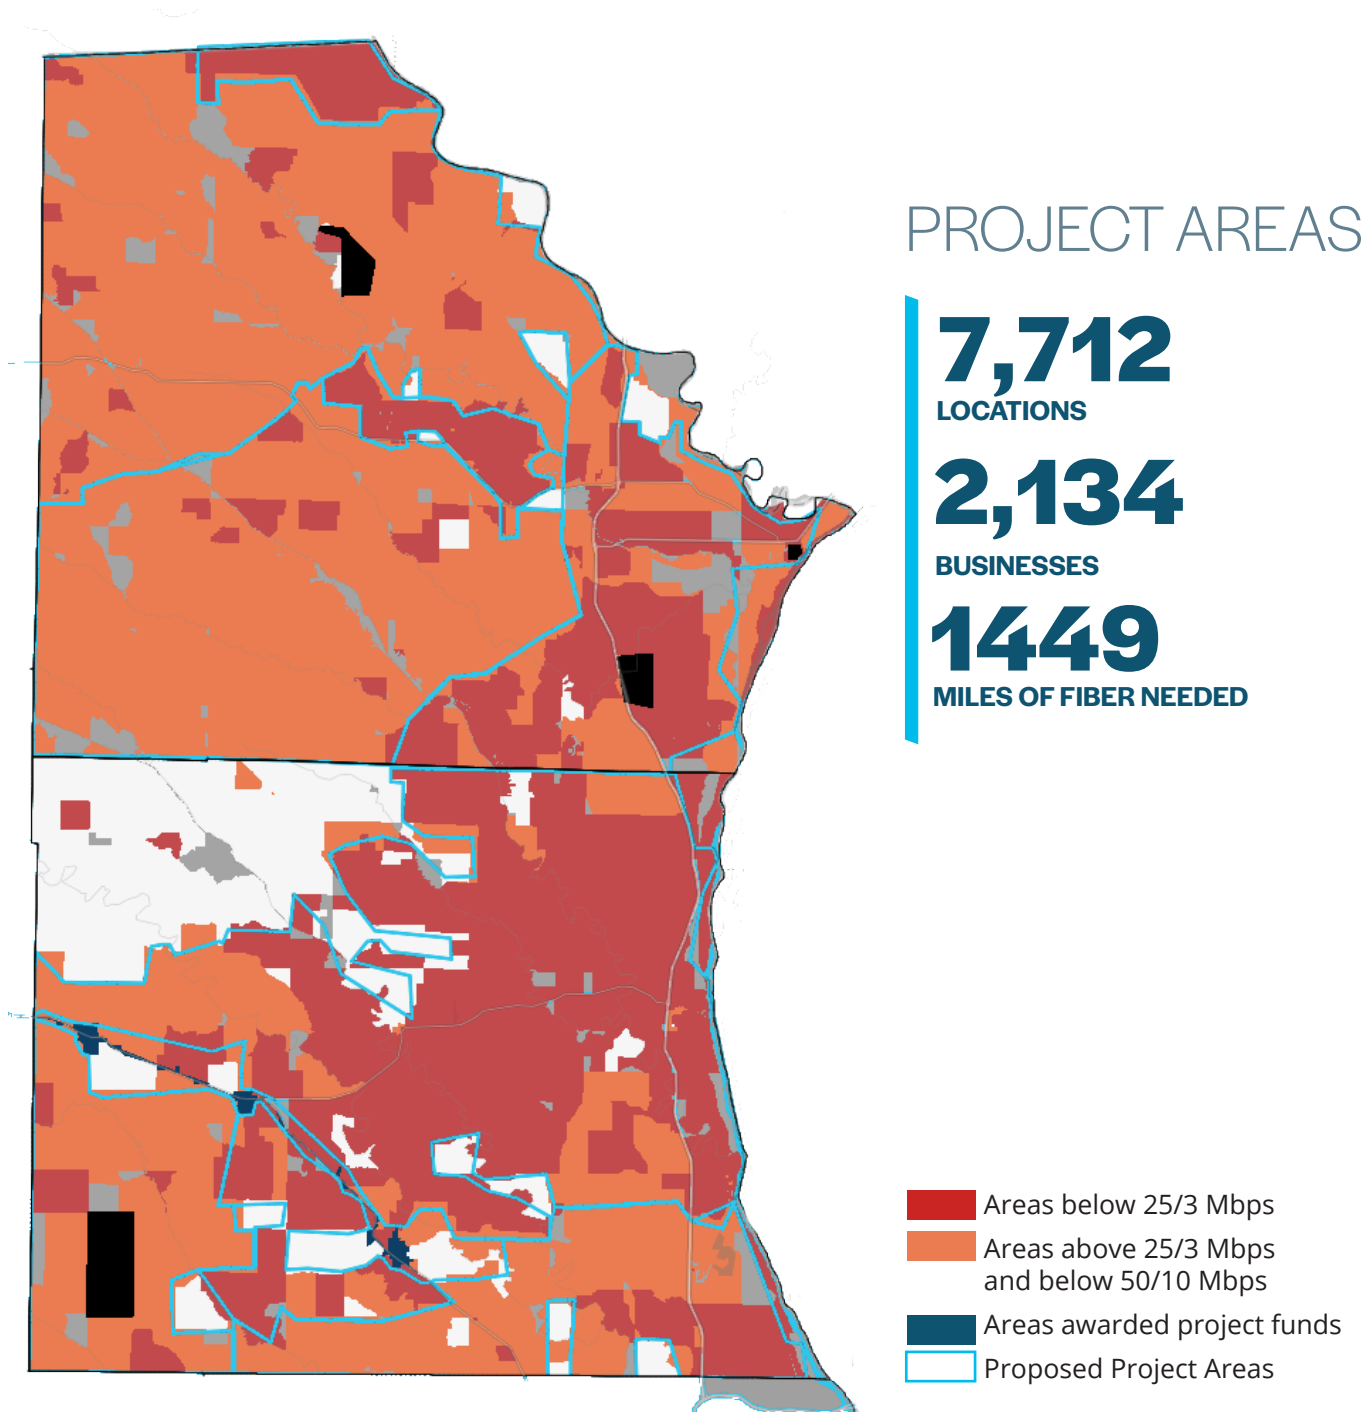 PROJECT AREAS
7,712
LOCATIONS
2,134
BUSINESSES
1449
MILES OF FIBER NEEDED
Areas below 25/3 Mbps
Areas above 25/3 Mbps
and below 50/10 Mbps
Areas awarded project funds
Proposed Project Areas